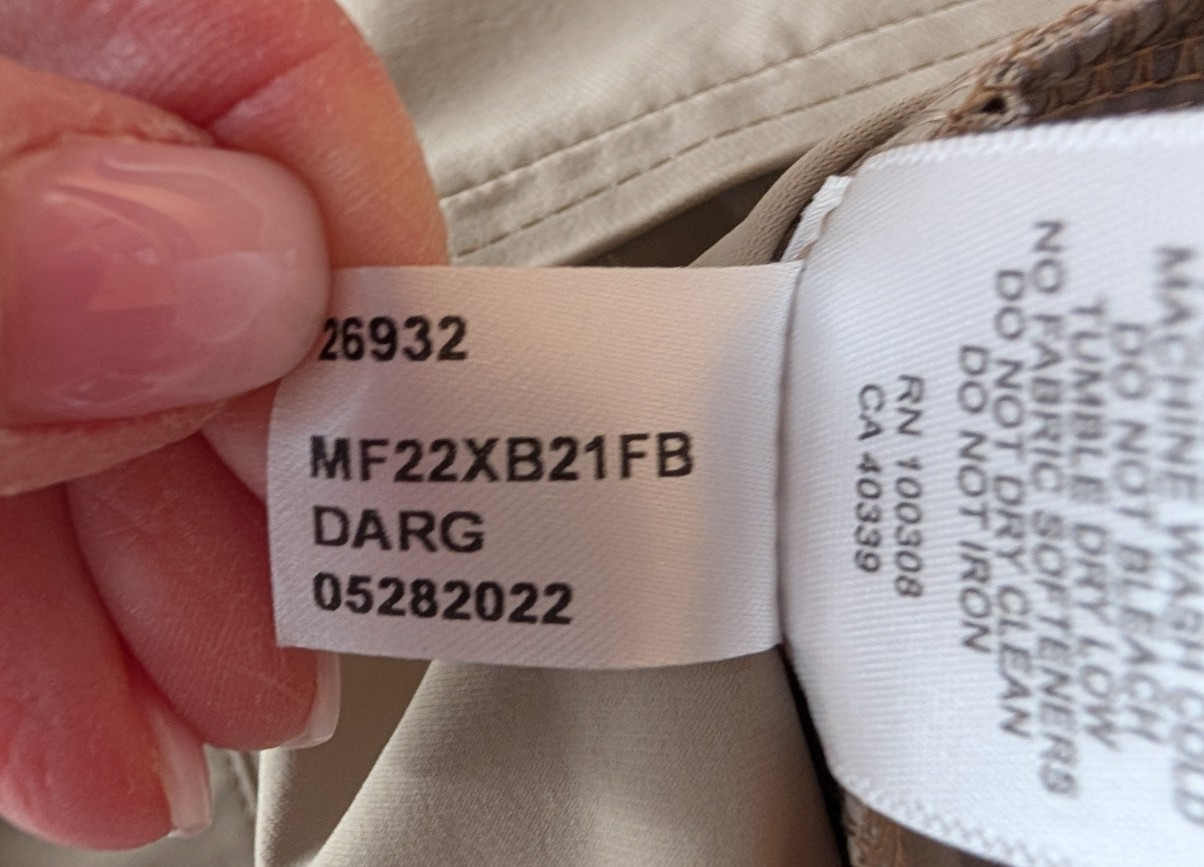 26932
MF22XB21FB
DARG
05282022
MACHINE WASH COLD
DO NOT BLEACH
TUMBLE DRY LOW
NO FABRIC SOFTENERS
DO NOT DRY CLEAN
DO NOT IRON
RN 100308
CA 40339